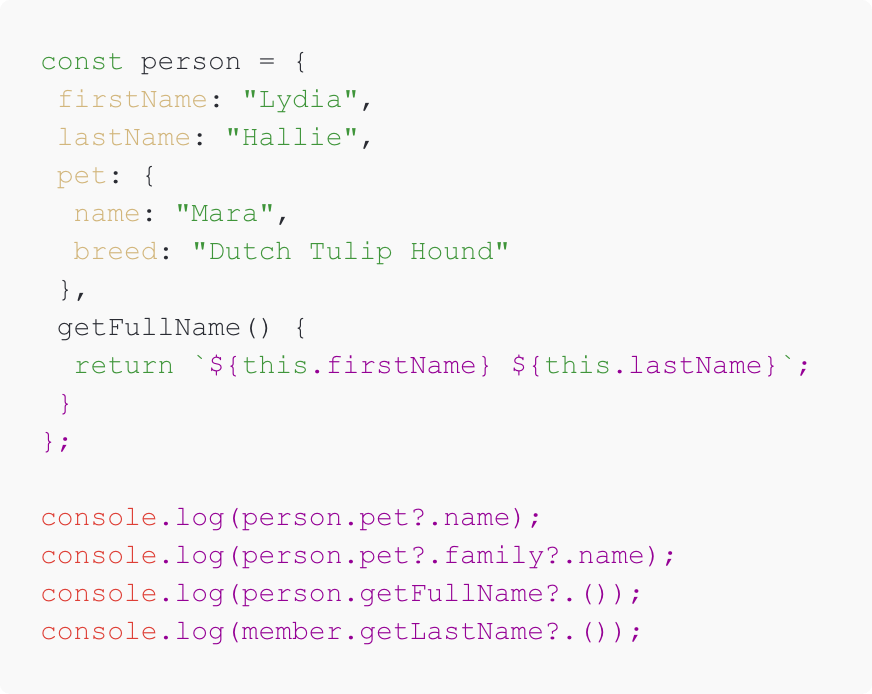 const person = {
 firstName: "Lydia",
 lastName: "Hallie",
 pet: {
  name: "Mara",
  breed: "Dutch Tulip Hound"
 },
 getFullName() {
  return `${this.firstName} ${this.lastName}`;
 }
};

console.log(person.pet?.name);
console.log(person.pet?.family?.name);
console.log(person.getFullName?.());
console.log(member.getLastName?.());